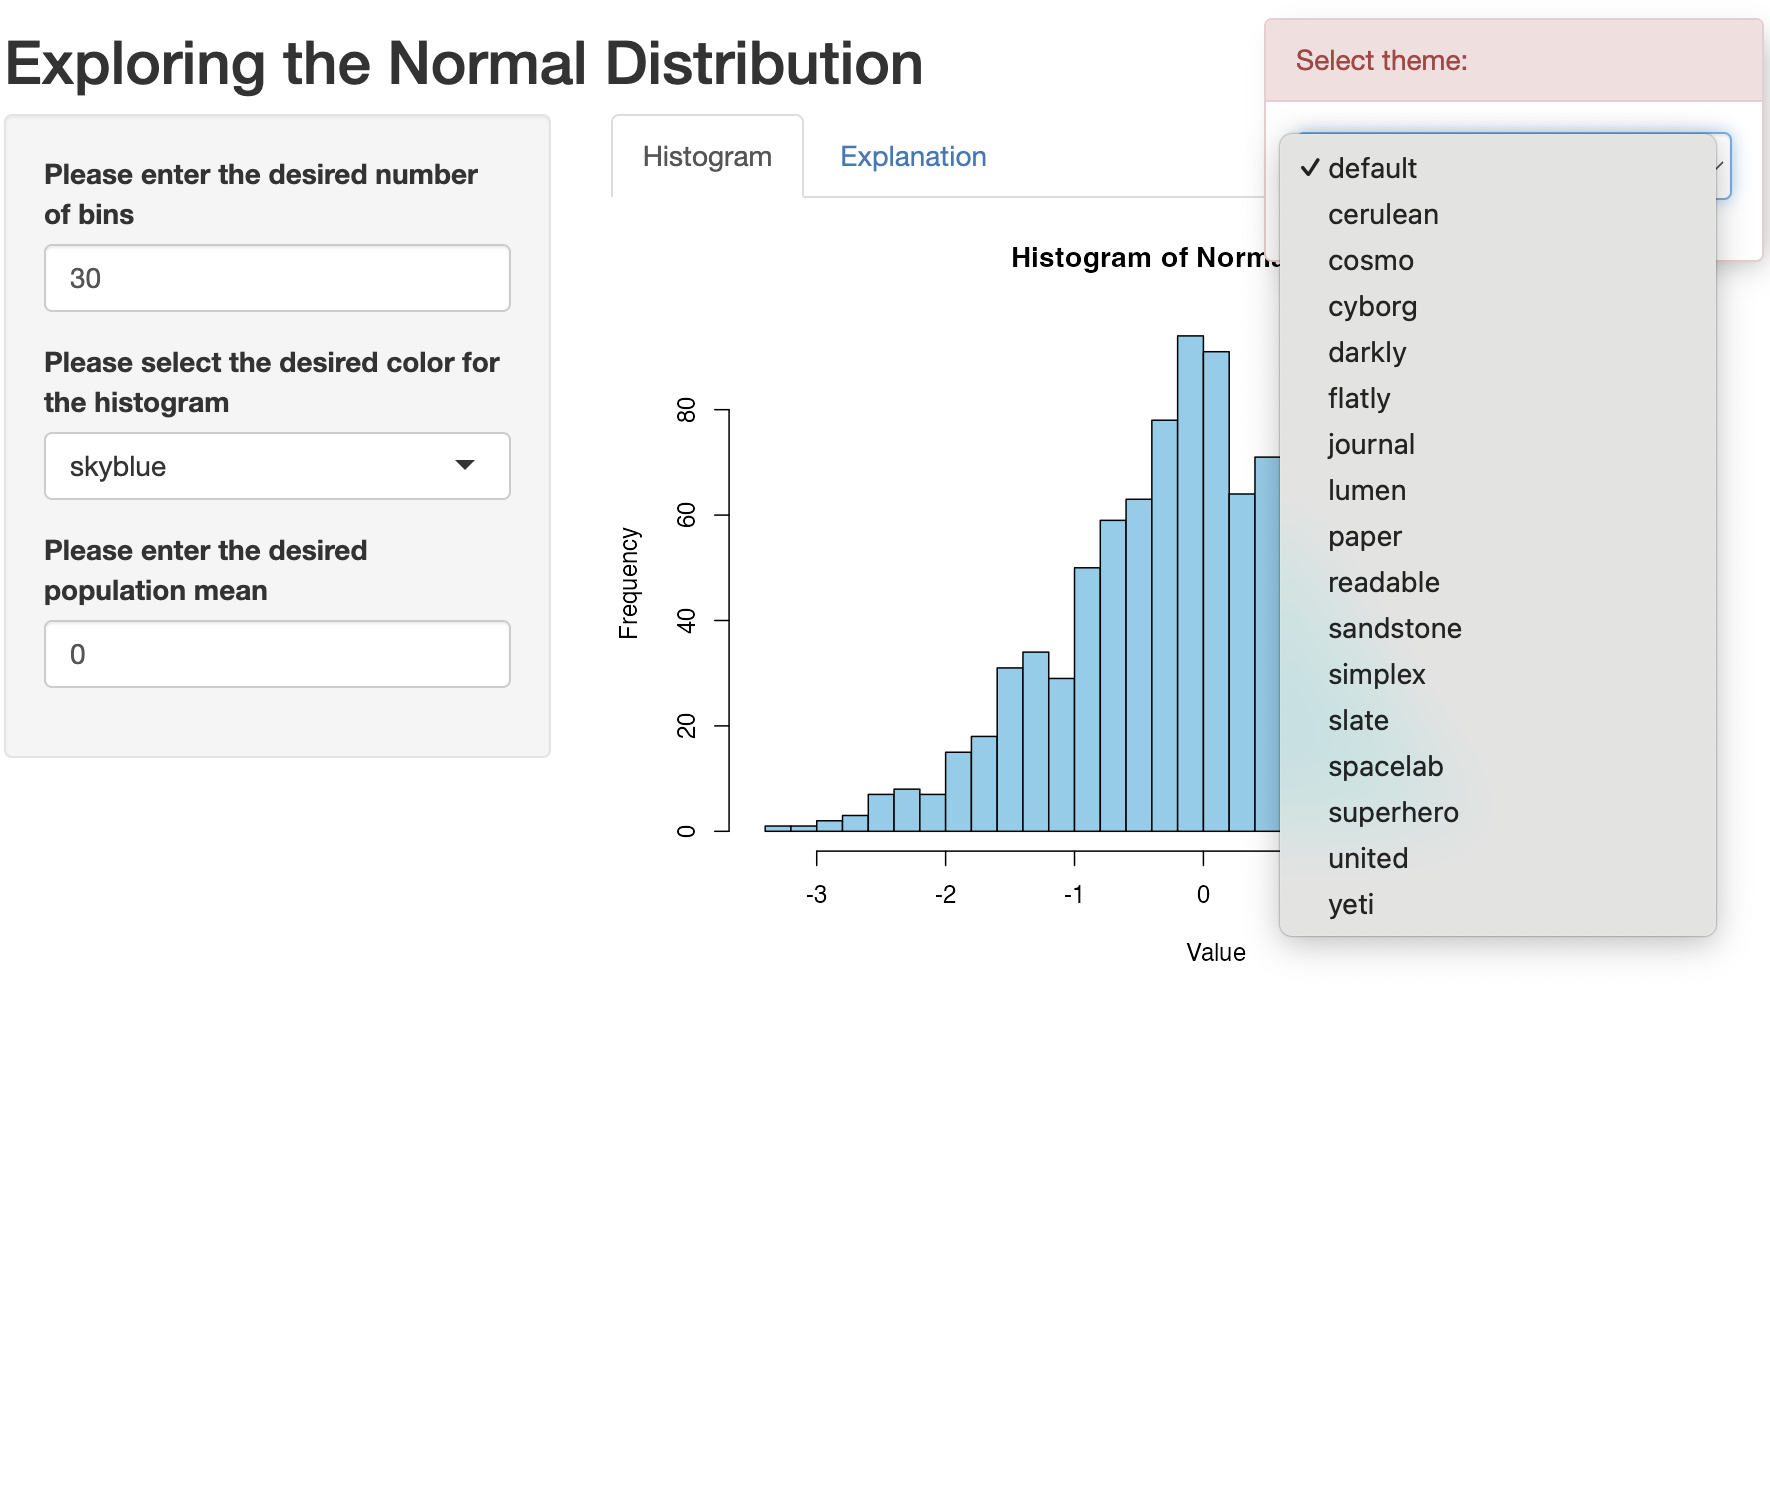 Exploring the Normal Distribution
Please enter the desired number
of bins
30
Please select the desired color for
the histogram
skyblue
Please enter the desired
population mean
0
Histogram
Explanation
Histogram of
Frequency
80
60
40
20
0
-3
-2
-1
0
Value
Select theme:
✓ default
cerulean
cosmo
cyborg
darkly
flatly
journal
lumen
paper
readable
sandstone
simplex
slate
spacelab
superhero
united
yeti